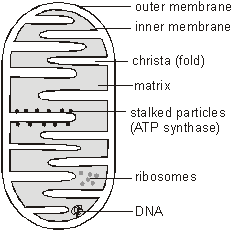 outer membrane
inner membrane
christa (fold)
matrix
stalked particles
(ATP synthase)
ribosomes
DNA